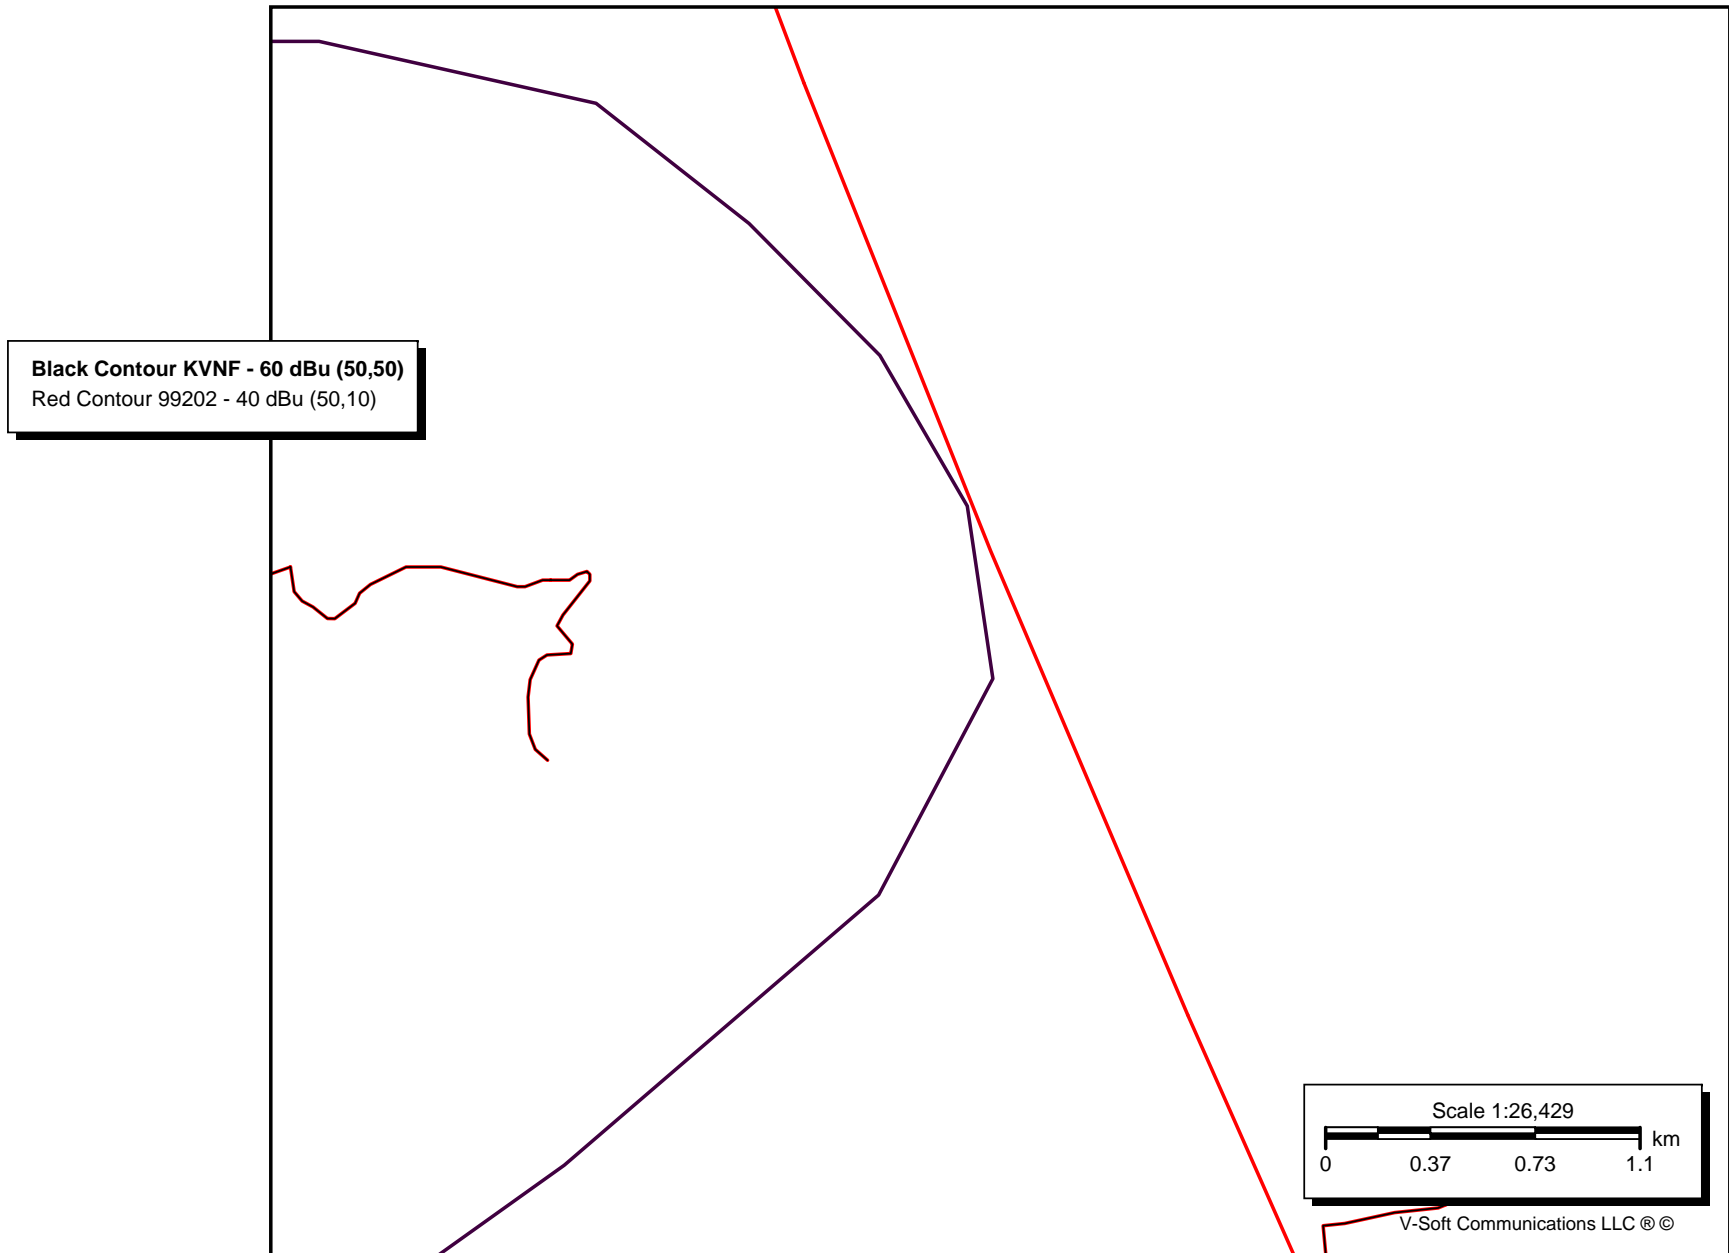 Black Contour KVNF - 60 dBu (50,50)
Red Contour 99202 - 40 dBu (50,10)
Scale 1:26,429
km
0 0.37 0.73 1.1
V-Soft Communications LLC ® ©